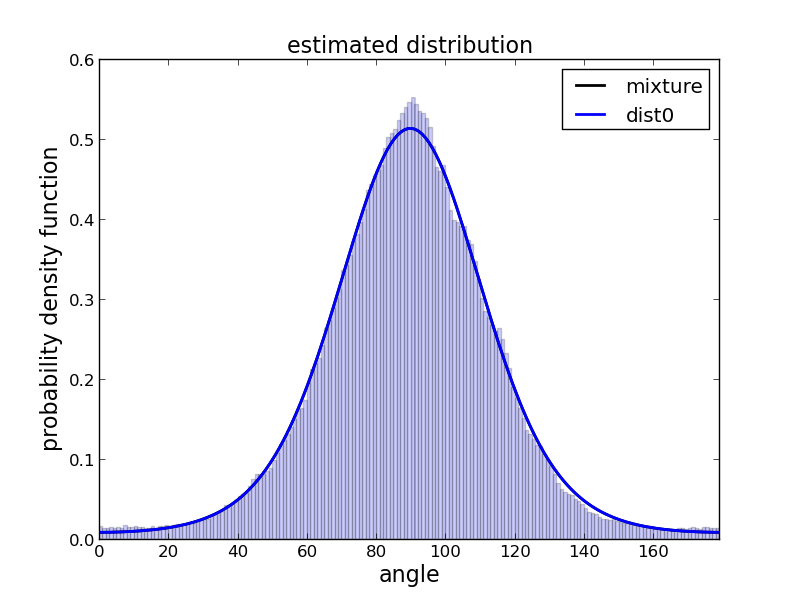 estimated distribution
mixture
dist0
probability density function
0.6
0.5
0.4
0.3
0.2
0.1
0.0
0 20 40 60 80 100 120 140 160
angle